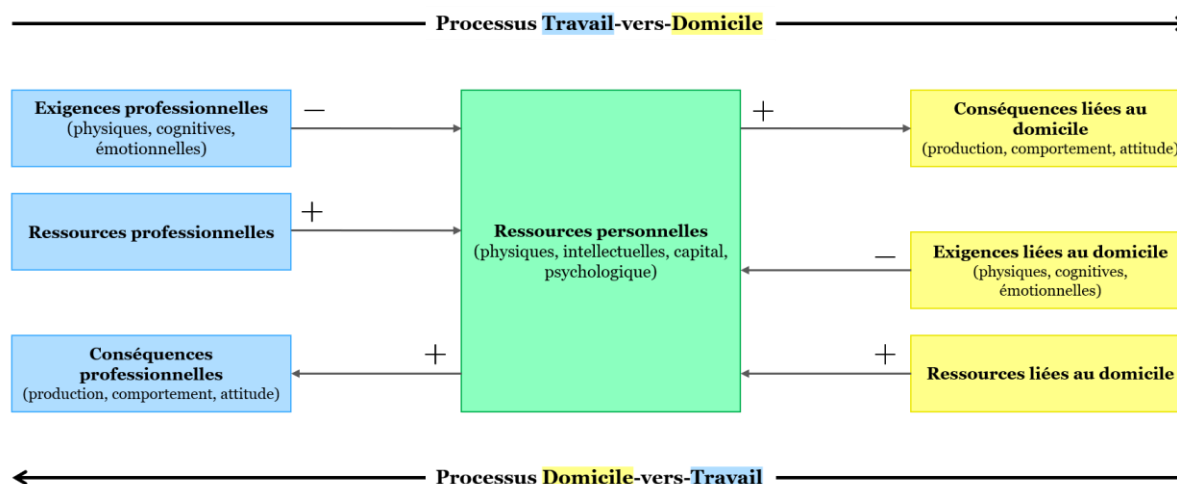 Processus Travail-vers-Domicile
Exigences professionnelles
(physiques, cognitives,
émotionnelles)
−
+
Conséquences liées au
domicile
(production, comportement, attitude)
Ressources professionnelles
+
Ressources personnelles
(physiques, intellectuelles, capital,
psychologique)
−
Exigences liées au domicile
(physiques, cognitives,
émotionnelles)
Conséquences
professionnelles
(production, comportement, attitude)
+
+
Ressources liées au domicile
Processus Domicile-vers-Travail